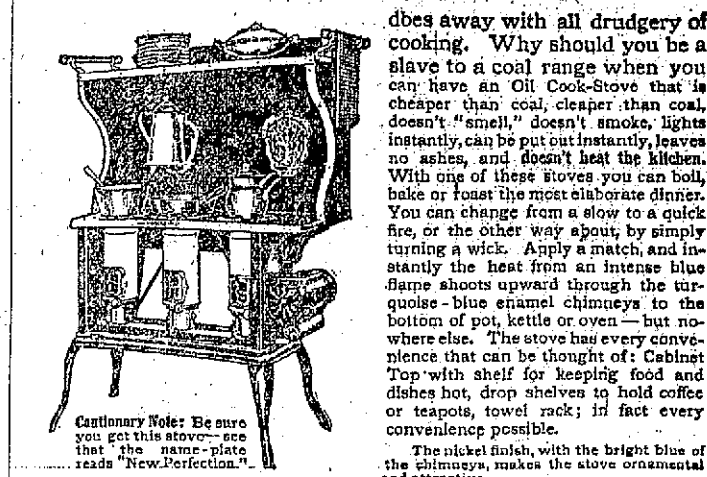 does away with all drudgery of
cooking. Why should you be a
slave to a coal range when you
can have an Oil Cook-Stove that is
cheaper than coal, cleaner than coal,
doesn't "smell," doesn't smoke, lights
instantly, can be put out instantly, leaves
no ashes, and doesn't heat the kitchen.
With one of these stoves you can boil,
bake or roast the most elaborate dinner.
You can change from a slow to a quick
fire, or the other way about, by simply
turning a wick. Apply a match, and in-
stantly the heat from an intense blue
flame shoots upward through the tur-
quoise-blue enamel chimneys to the
bottom of pot, kettle or oven — but no-
where else. The stove has every conve-
nience that can be thought of: Cabinet
Top with shelf for keeping food and
dishes hot, drop shelves to hold coffee
or teapots, towel rack; in fact every
convenience possible.
The nickel finish, with the bright blue of
the chimneys, makes the stove ornamental
and attractive
Cautionary Note: Be sure
you get this stove — see
that the name-plate
reads "New Perfection."